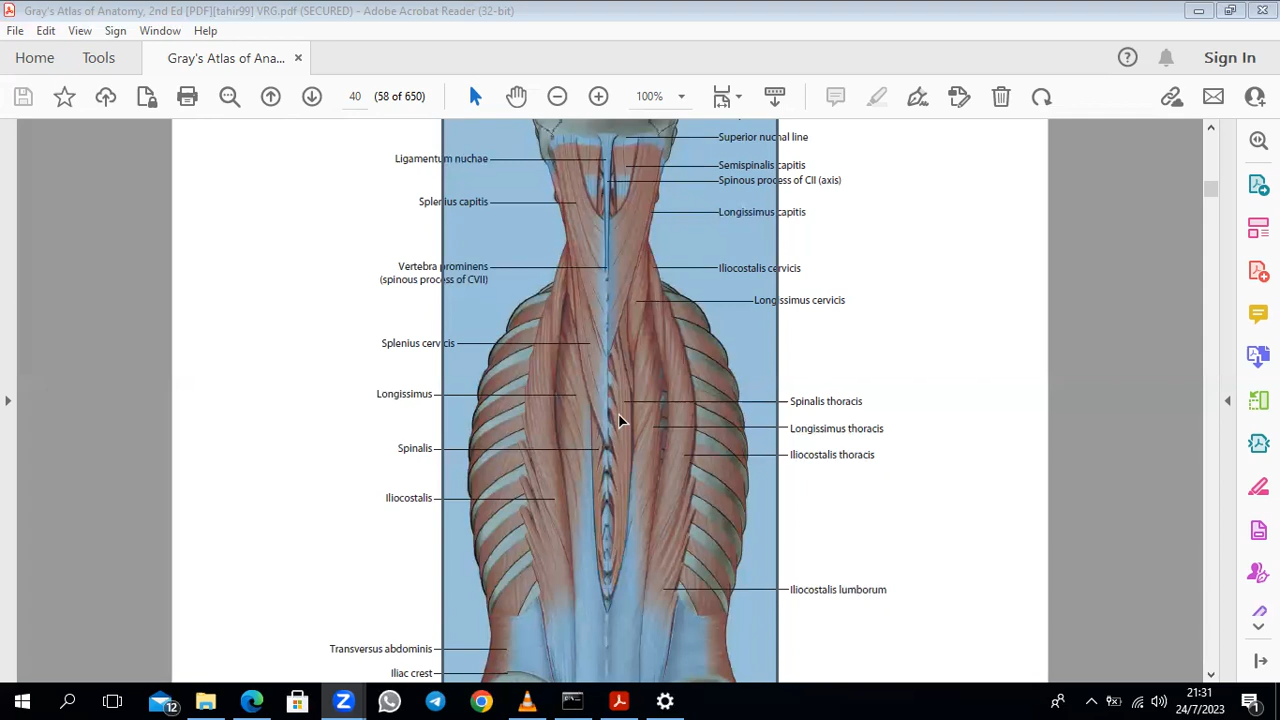 Gray's Atlas of Anatomy, 2nd Ed [PDF][tahir99] VRG.pdf (SECURED) - Adobe Acrobat Reader (32-bit)
File Edit View Sign Window Help
Home Tools Gray's Atlas of Ana... × Sign In
40 (58 of 650) 100%
Superior nuchal line
Ligamentum nuchae
Semispinalis capitis
Spinous process of CII (axis)
Splenius capitis
Longissimus capitis
Vertebra prominens
(spinous process of CVII)
Iliocostalis cervicis
Longissimus cervicis
Splenius cervicis
Longissimus
Spinalis thoracis
Longissimus thoracis
Spinalis
Iliocostalis thoracis
Iliocostalis
Iliocostalis lumborum
Transversus abdominis
Iliac crest
12
21:31
24/7/2023
1